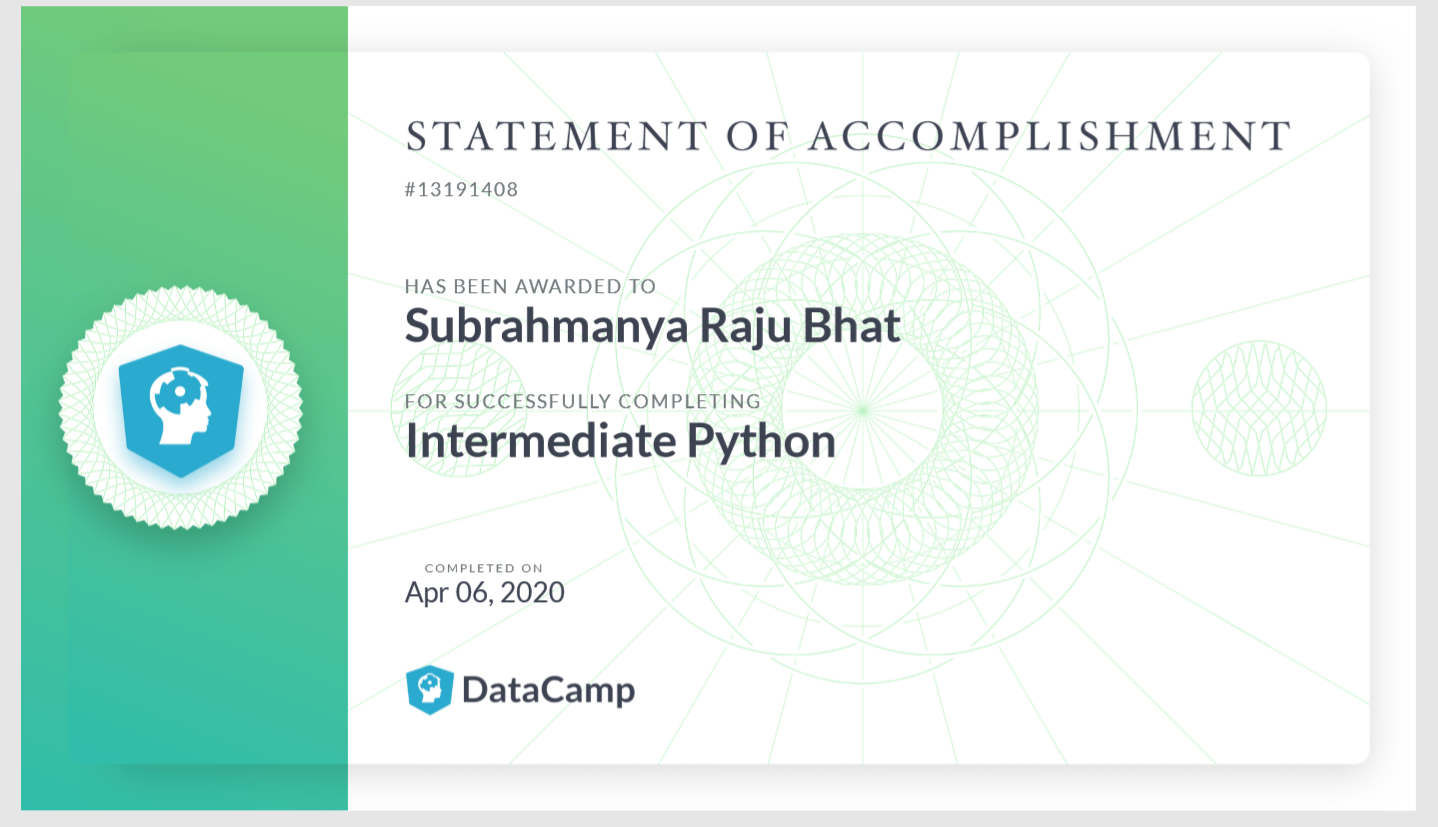 STATEMENT OF ACCOMPLISHMENT
#13191408
HAS BEEN AWARDED TO
Subrahmanya Raju Bhat
FOR SUCCESSFULLY COMPLETING
Intermediate Python
COMPLETED ON
Apr 06, 2020
DataCamp